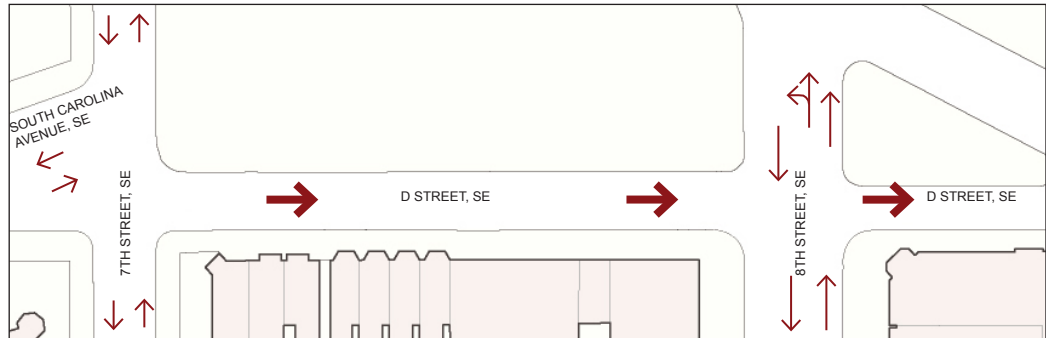 SOUTH CAROLINA
AVENUE, SE
7TH STREET, SE
D STREET, SE
8TH STREET, SE
D STREET, SE